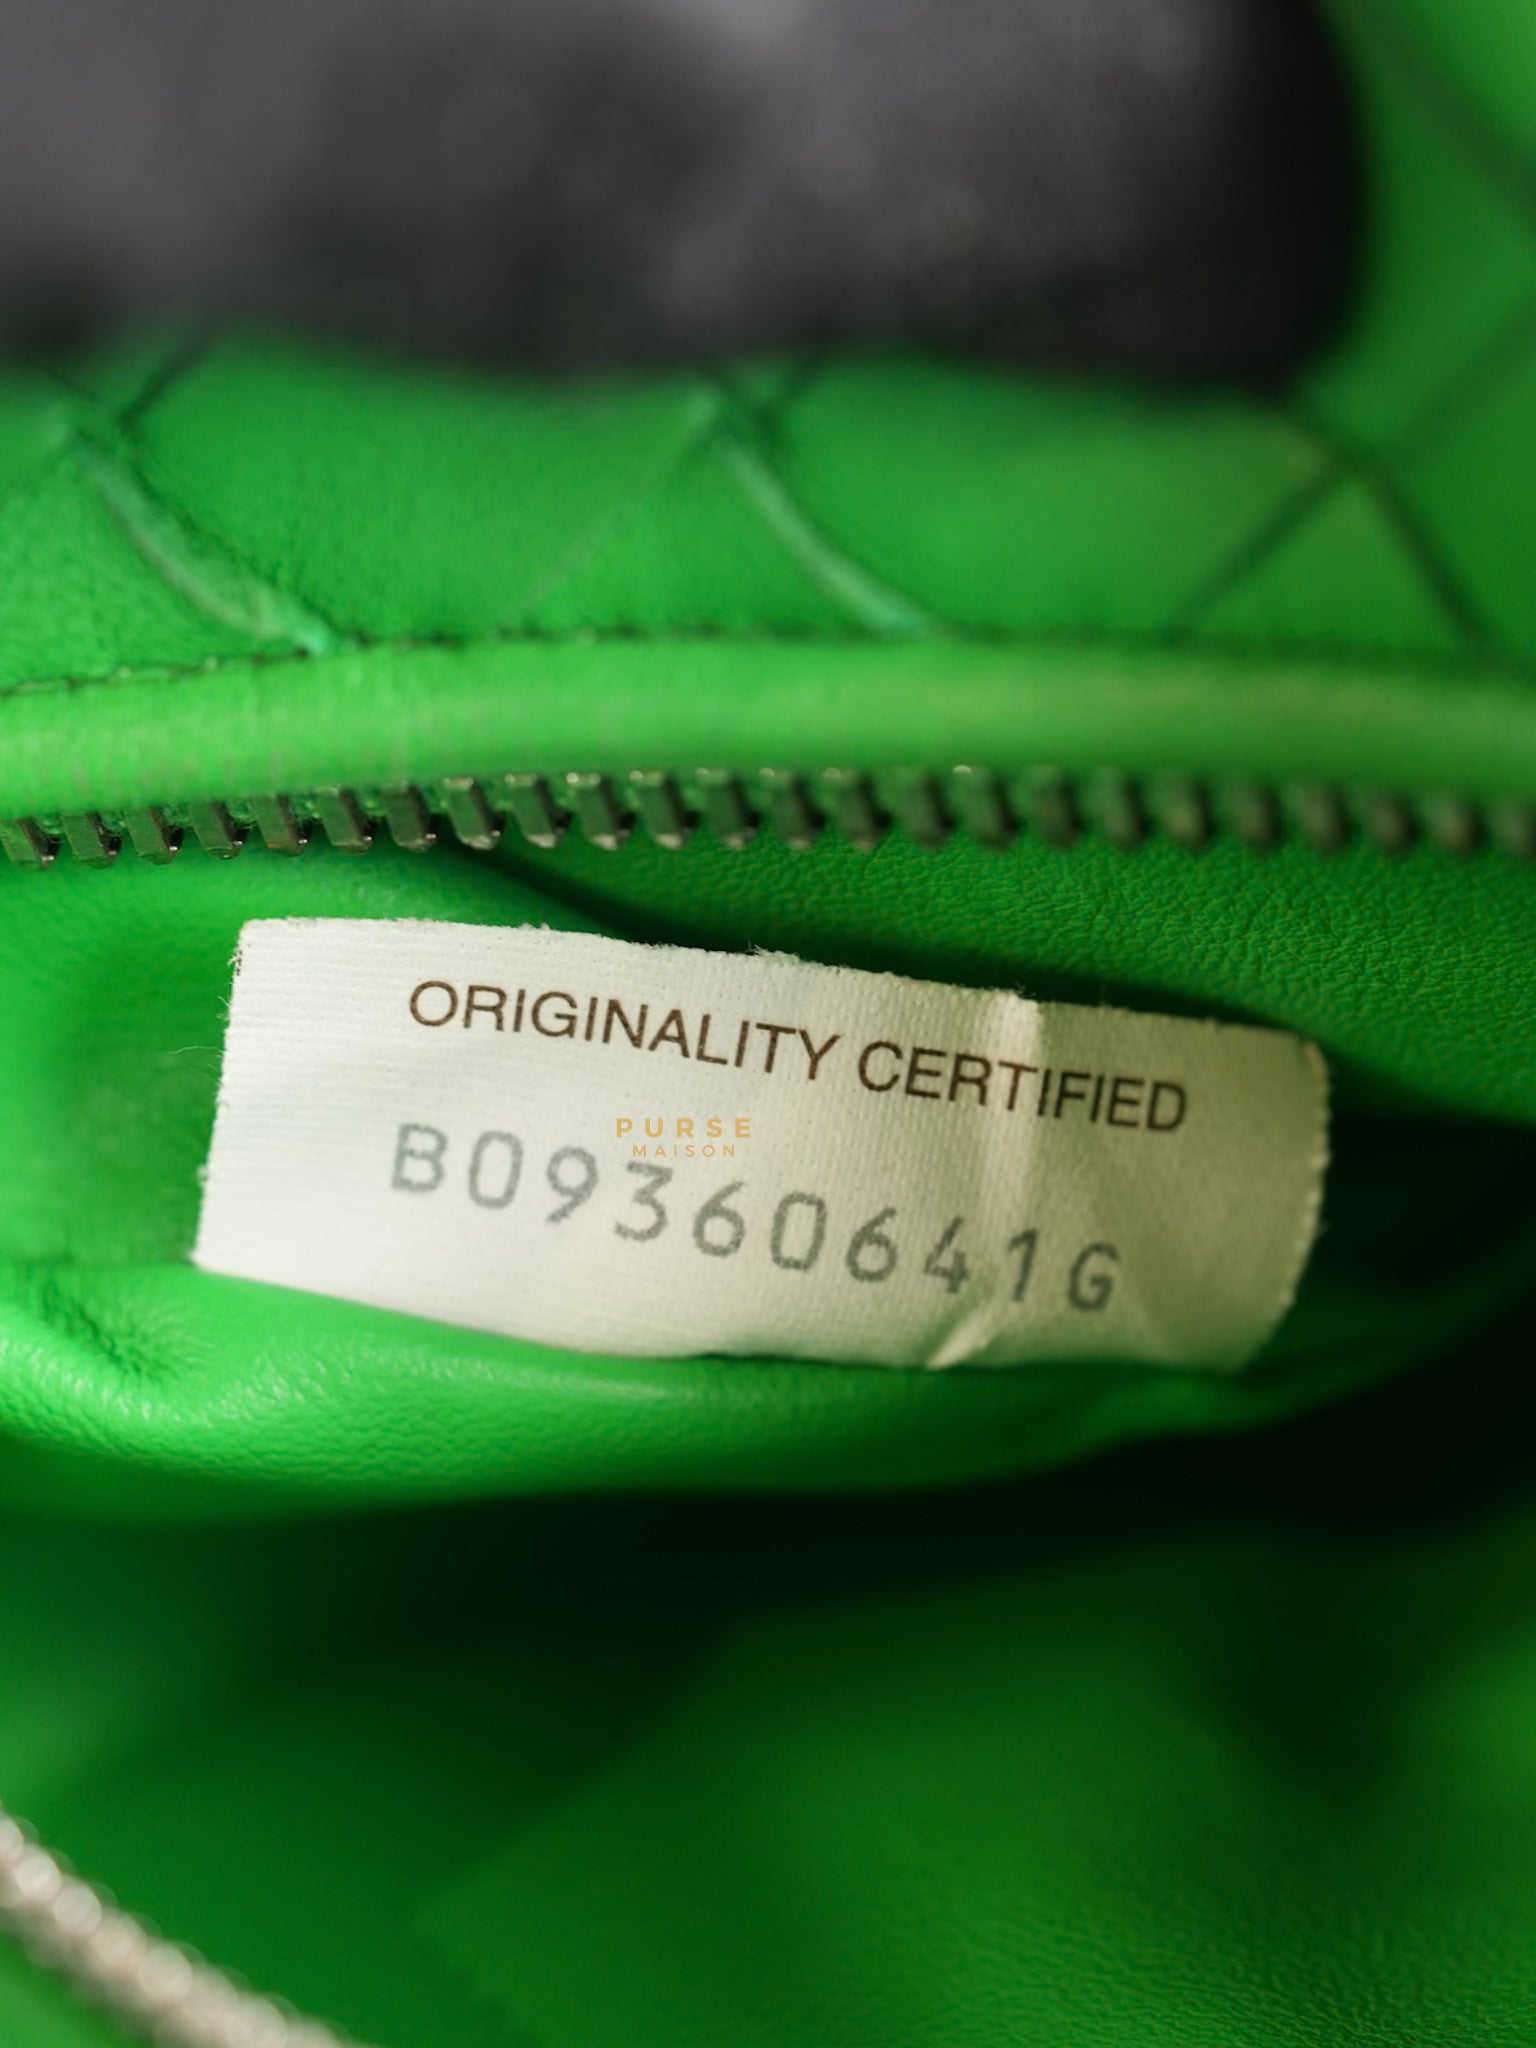 ORIGINALITY CERTIFIED
PURSE
MAISON
B09360641G